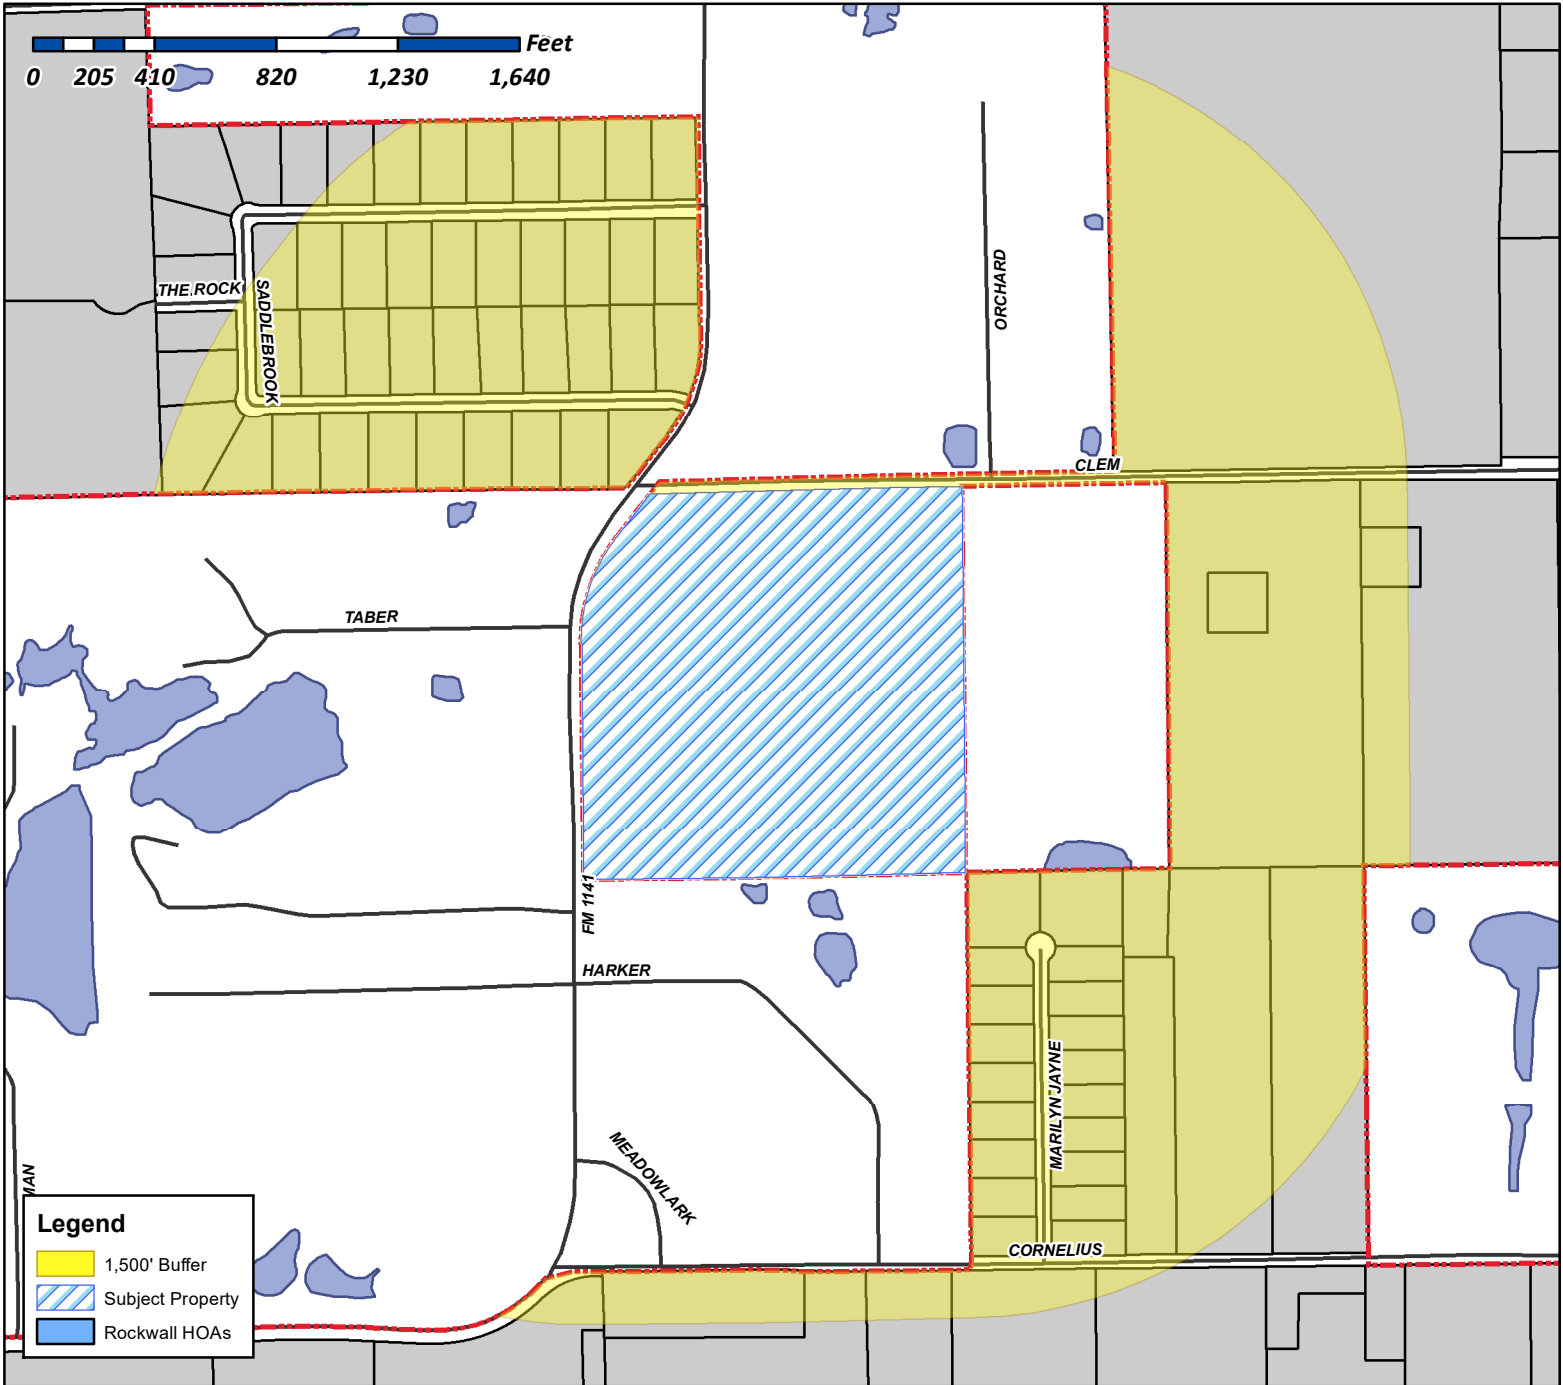 Feet
0 205 410 820 1,230 1,640
THE ROCK
SADDLEBROOK
ORCHARD
CLEM
TABER
FM 1141
HARKER
MARILYN JAYNE
MEADOWLARK
CORNELIUS
MAN
Legend
1,500' Buffer
Subject Property
Rockwall HOAs